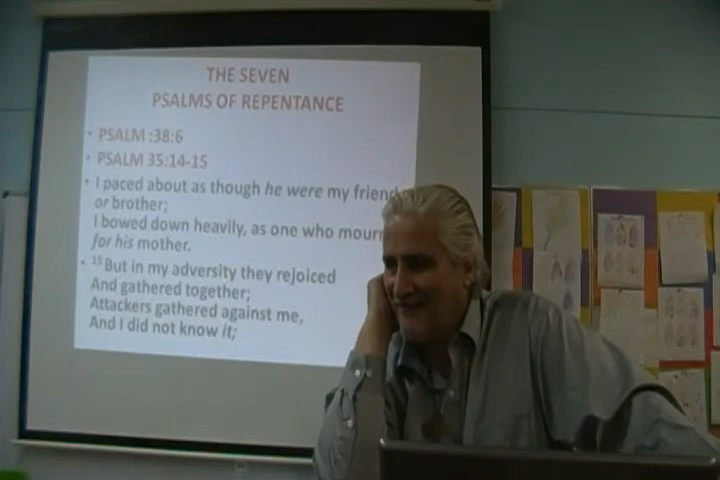 THE SEVEN
PSALMS OF REPENTANCE
• PSALM :38:6
• PSALM 35:14-15
• I paced about as though he were my friend
or brother;
I bowed down heavily, as one who mourn
for his mother.
• 15 But in my adversity they rejoiced
And gathered together;
Attackers gathered against me,
And I did not know it;